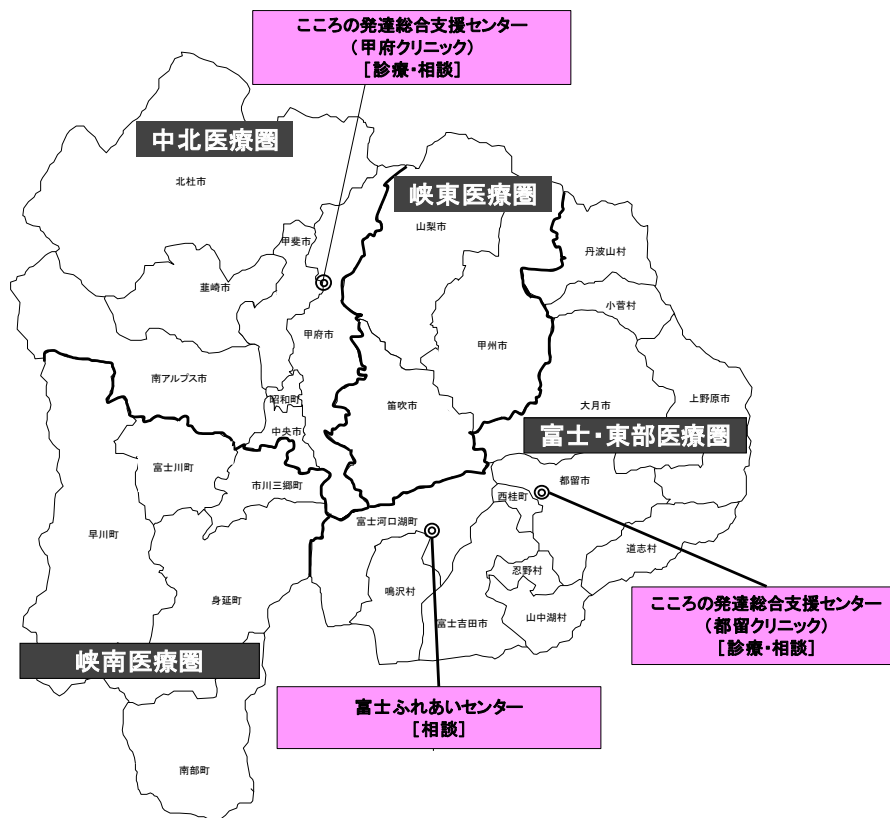 こころの発達総合支援センター
(甲府クリニック)
[診療・相談]
中北医療圏
北杜市
峡東医療圏
山梨市
甲斐市
丹波山村
韮崎市
小菅村
甲府市
甲州市
南アルプス市
昭和町
笛吹市
大月市
上野原市
中央市
富士・東部医療圏
富士川町
市川三郷町
都留市
西桂町
富士河口湖町
早川町
道志村
忍野村
鳴沢村
身延町
山中湖村
富士吉田市
こころの発達総合支援センター
(都留クリニック)
[診療・相談]
峡南医療圏
富士ふれあいセンター
[相談]
南部町